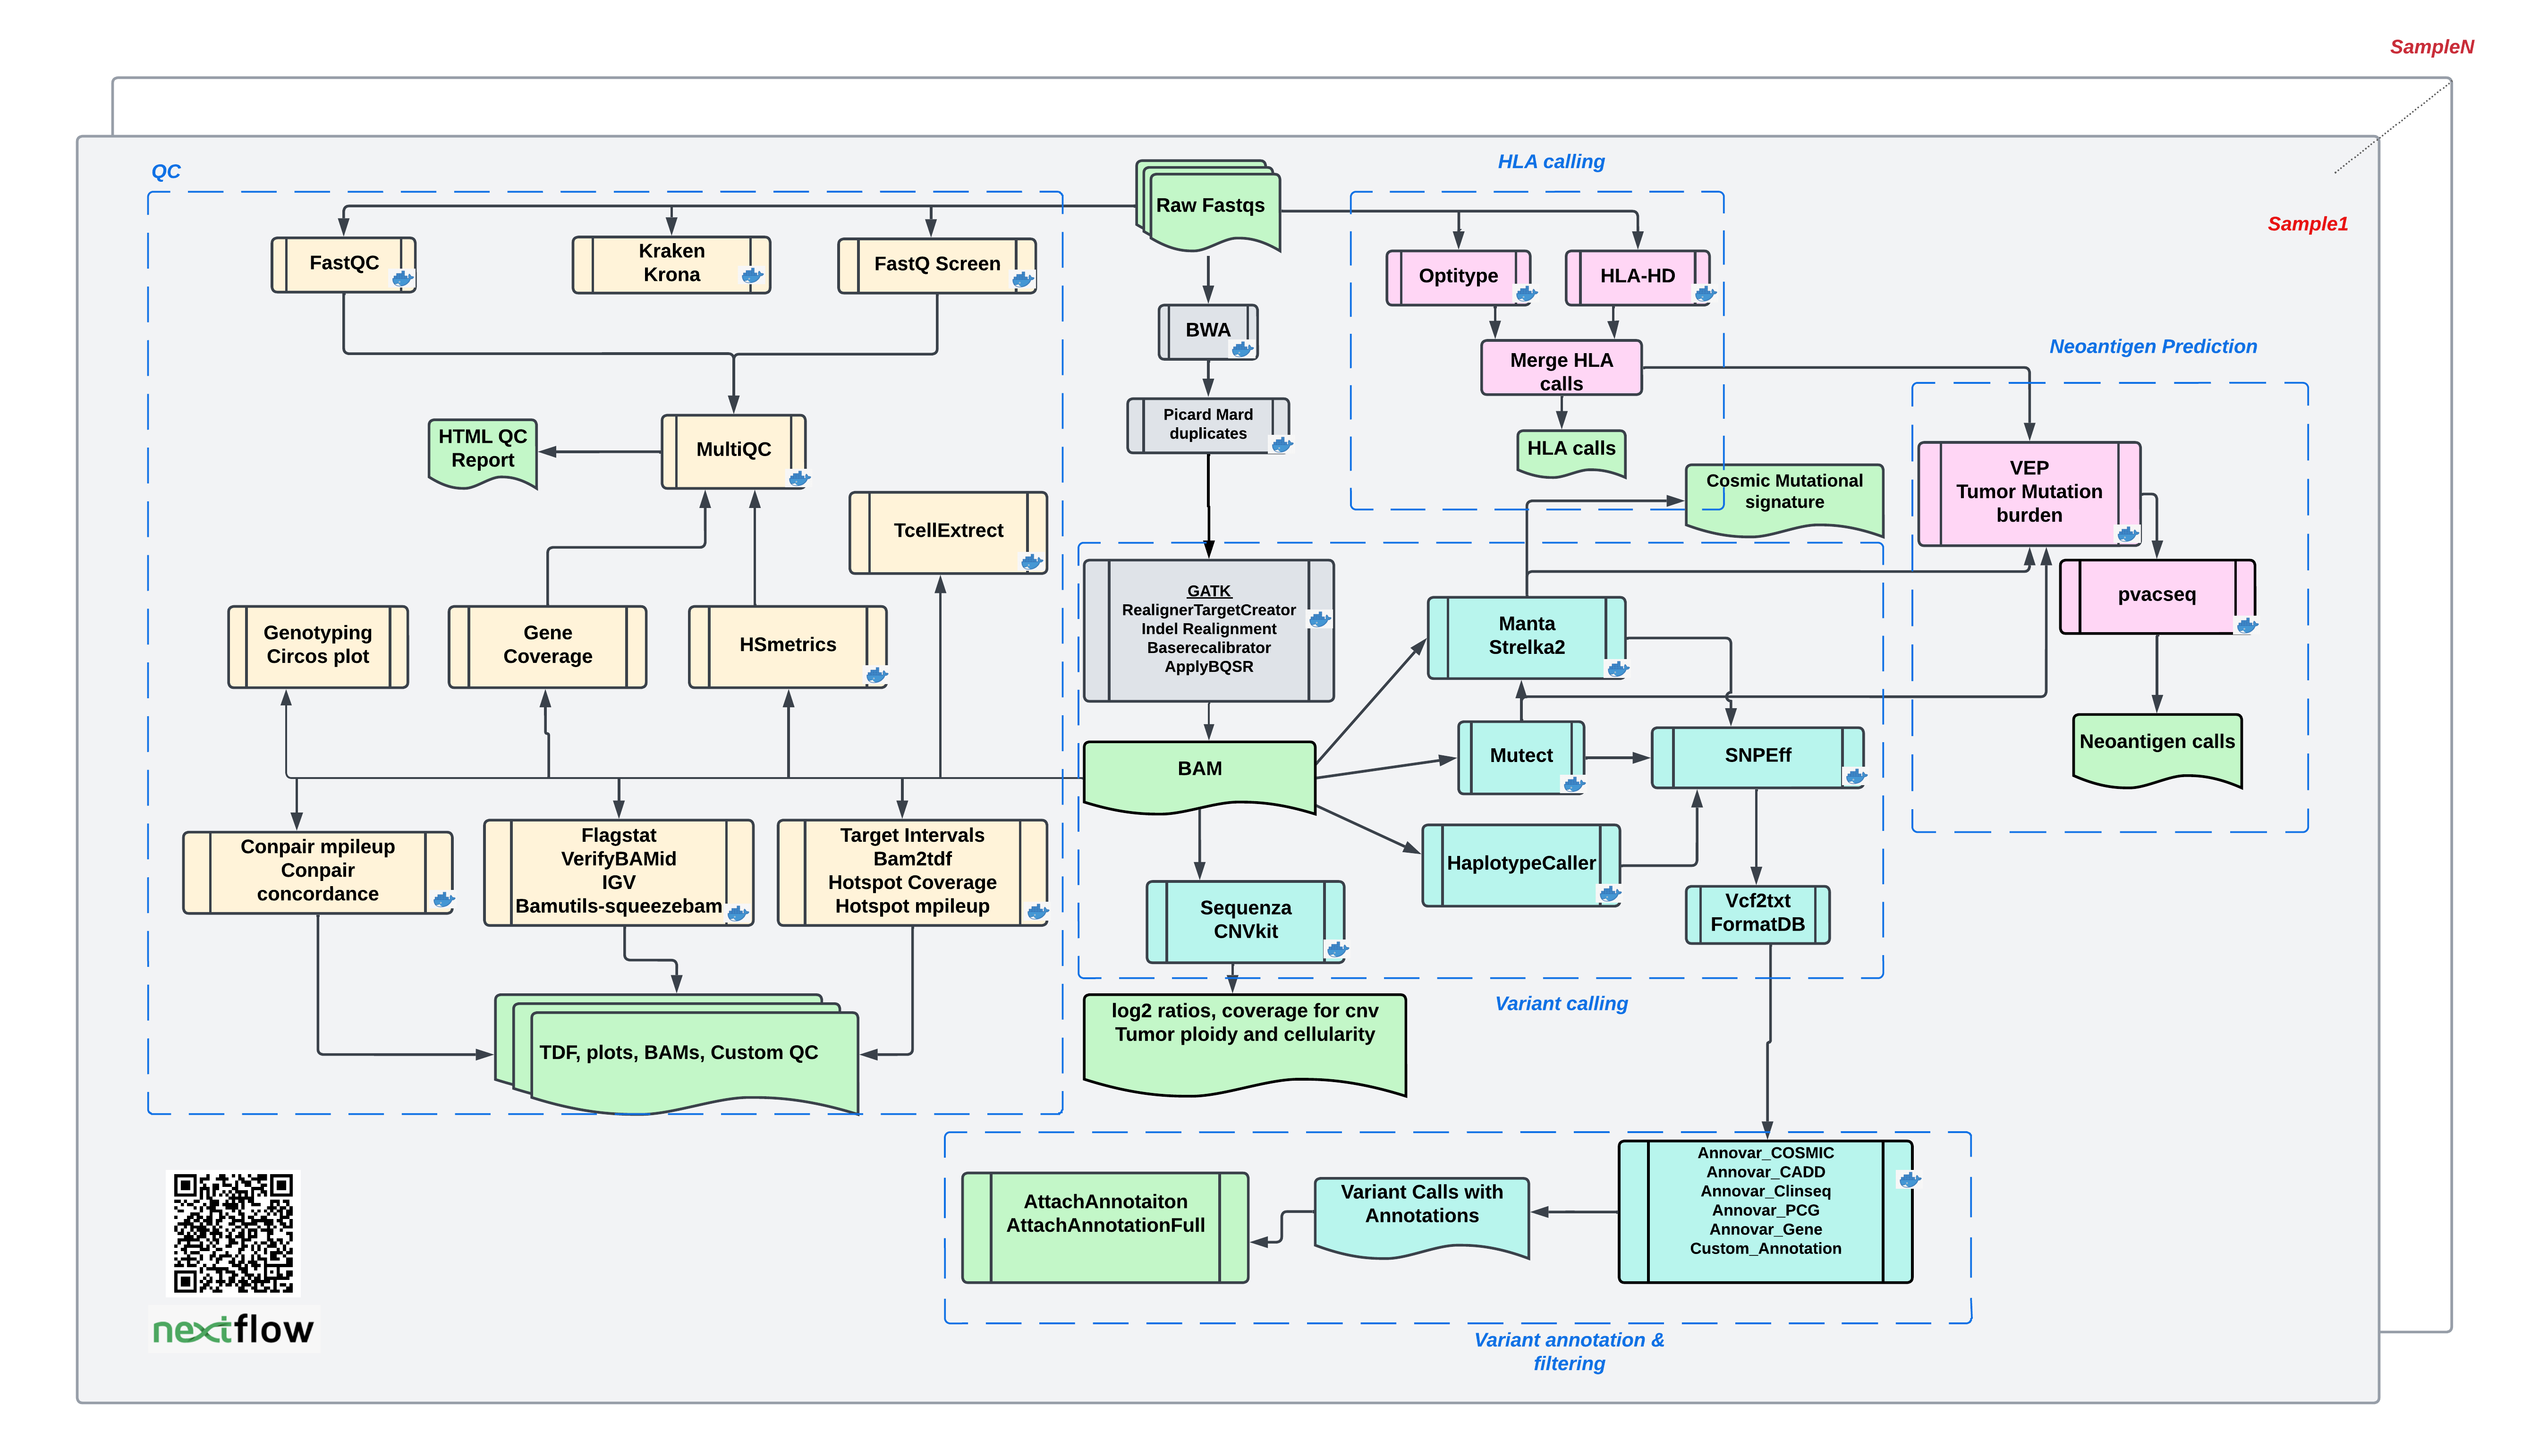 SampleN
Sample1
QC
HLA calling
Raw Fastqs
FastQC
Kraken
Krona
FastQ Screen
Optitype
HLA-HD
BWA
Merge HLA
calls
Neoantigen Prediction
Picard Mard
duplicates
HTML QC
Report
MultiQC
HLA calls
Cosmic Mutational
signature
VEP
Tumor Mutation
burden
TcellExtrect
GATK
RealignerTargetCreator
Indel Realignment
Baserecalibrator
ApplyBQSR
pvacseq
Genotyping
Circos plot
Gene
Coverage
HSmetrics
Manta
Strelka2
BAM
Mutect
SNPEff
Neoantigen calls
Conpair mpileup
Conpair
concordance
Flagstat
VerifyBAMid
IGV
Bamutils-squeezebam
Target Intervals
Bam2tdf
Hotspot Coverage
Hotspot mpileup
HaplotypeCaller
Sequenza
CNVkit
Vcf2txt
FormatDB
Variant calling
log2 ratios, coverage for cnv
Tumor ploidy and cellularity
TDF, plots, BAMs, Custom QC
AttachAnnotaiton
AttachAnnotationFull
Variant Calls with
Annotations
Annovar_COSMIC
Annovar_CADD
Annovar_Clinseq
Annovar_PCG
Annovar_Gene
Custom_Annotation
nextflow
Variant annotation &
filtering